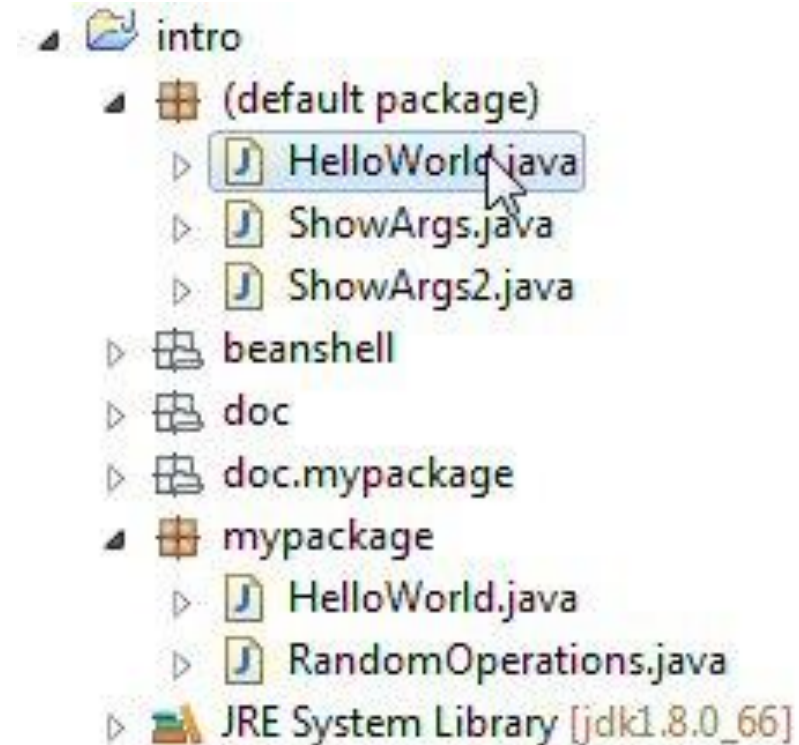 intro
(default package)
HelloWorld.java
ShowArgs.java
ShowArgs2.java
beanshell
doc
doc.mypackage
mypackage
HelloWorld.java
RandomOperations.java
JRE System Library [jdk1.8.0_66]